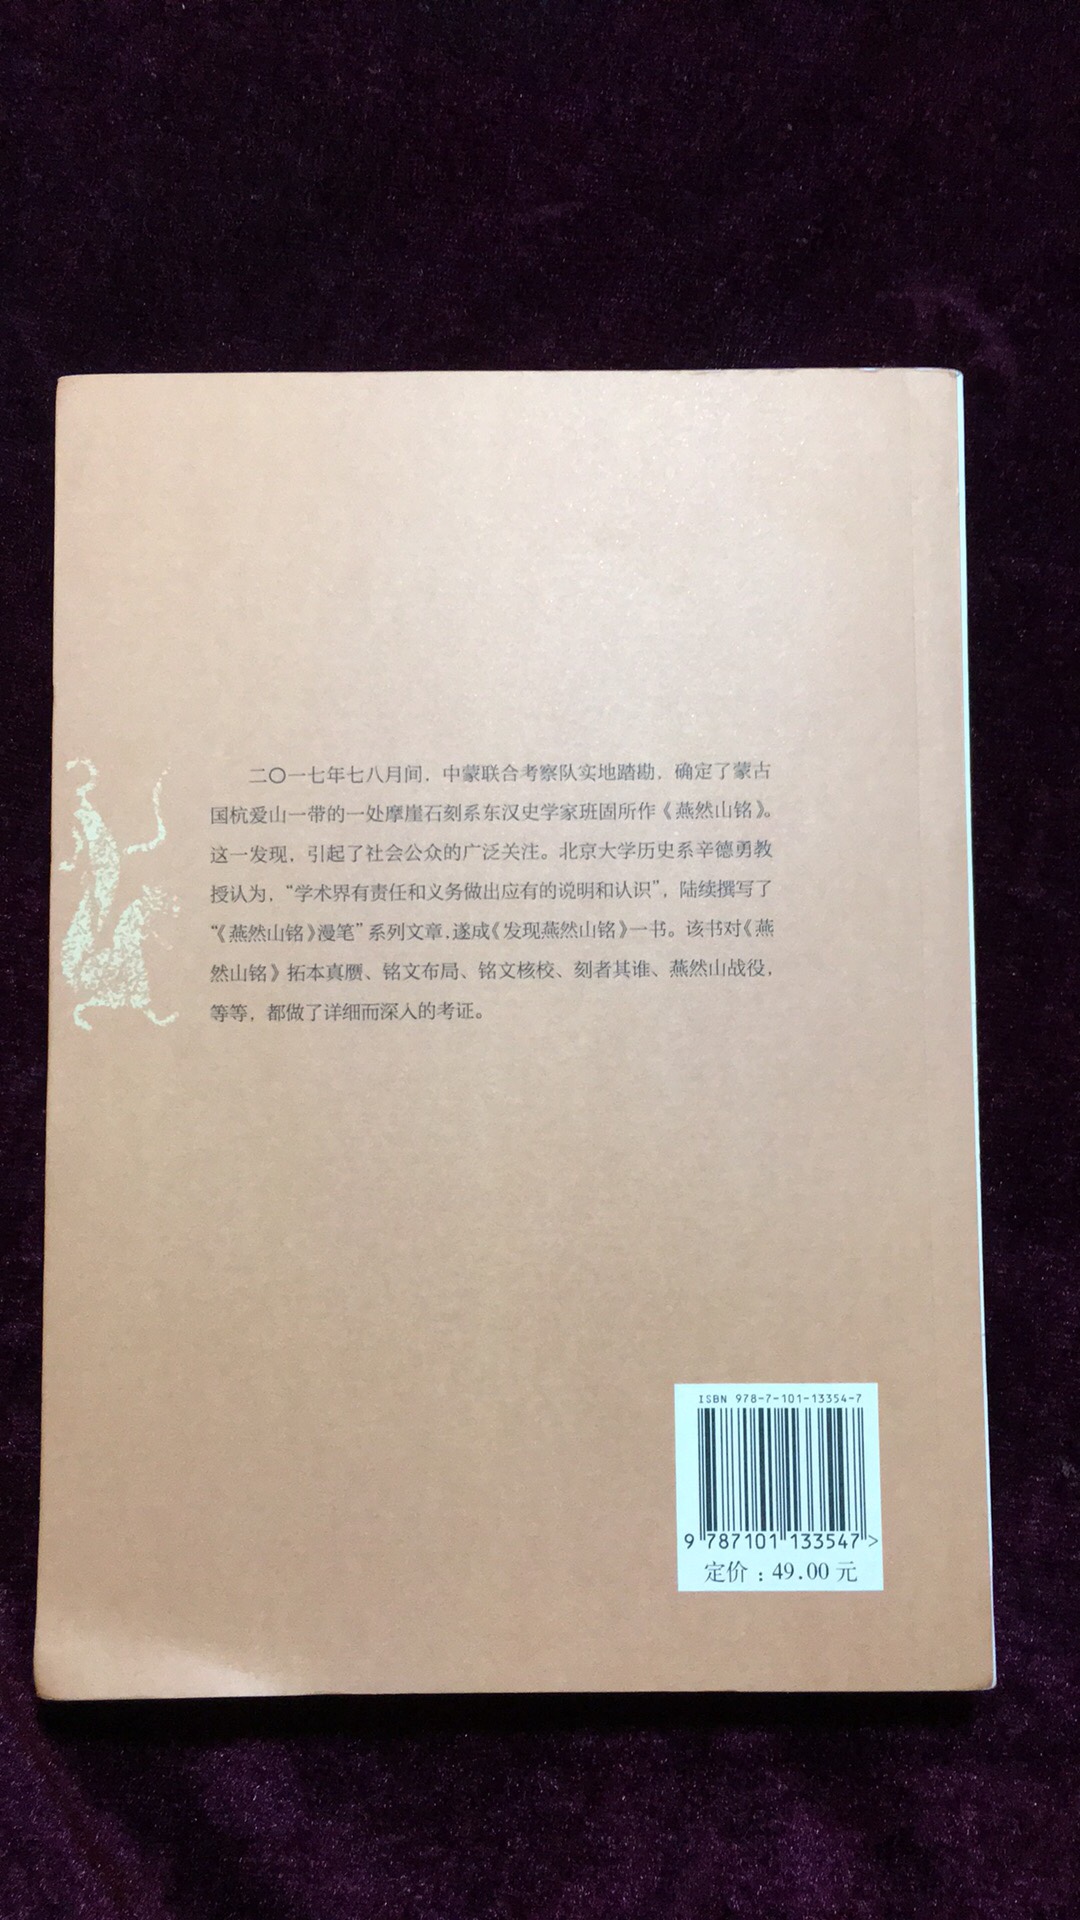 二〇一七年七八月间，中蒙联合考察队实地踏勘，确定了蒙古
国杭爱山一带的一处摩崖石刻系东汉史学家班固所作《燕然山铭》。
这一发现，引起了社会公众的广泛关注。北京大学历史系辛德勇教
授认为，“学术界有责任和义务做出应有的说明和认识”，陆续撰写了
“《燕然山铭》漫笔”系列文章，遂成《发现燕然山铭》一书。该书对《燕
然山铭》拓本真赝、铭文布局、铭文核校、刻者其谁、燕然山战役，
等等，都做了详细而深入的考证。
ISBN 978-7-101-13354-7
9 787101 133547>
定价：49.00元